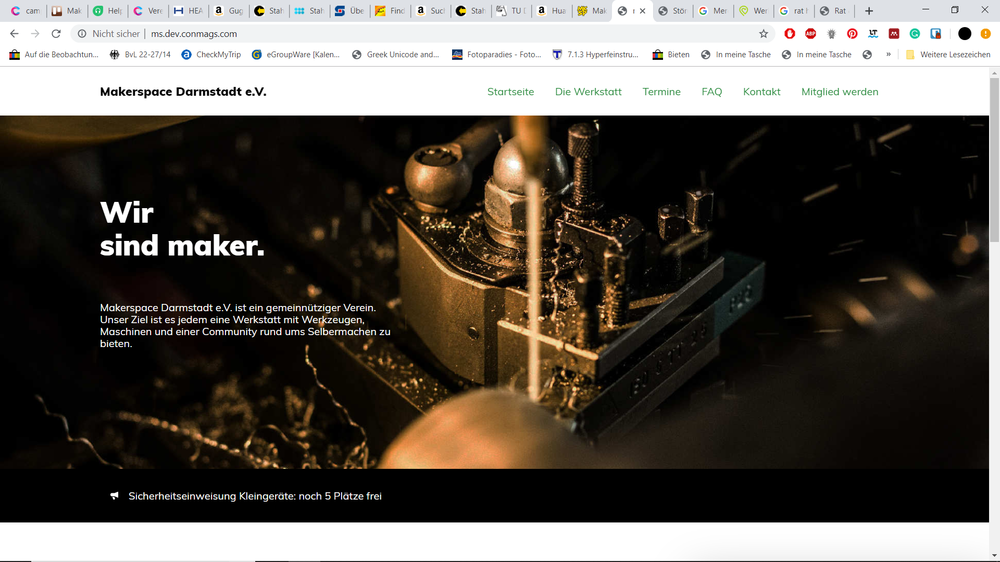 cam
Mak
Help
Vere
HEA
a Gug
Stah
Stah
Übe
Find
a Such
Stah
TU D
a Hua
Mak
Stör
Mer
Wer
rat h
Rat
Nicht sicher | ms.dev.conmags.com
ABP
LT
Auf die Beobachtun...
BvL 22-27/14
CheckMyTrip
eGroupWare [Kalen...
Greek Unicode and...
Fotoparadies - Foto...
7.1.3 Hyperfeinstru...
Bieten
In meine Tasche
In meine Tasche
»
Weitere Lesezeichen
Makerspace Darmstadt e.V.
Startseite
Die Werkstatt
Termine
FAQ
Kontakt
Mitglied werden
Wir
sind maker.
Makerspace Darmstadt e.V. ist ein gemeinnütziger Verein.
Unser Ziel ist es jedem eine Werkstatt mit Werkzeugen,
Maschinen und einer Community rund ums Selbermachen zu
bieten.
Sicherheitseinweisung Kleingeräte: noch 5 Plätze frei